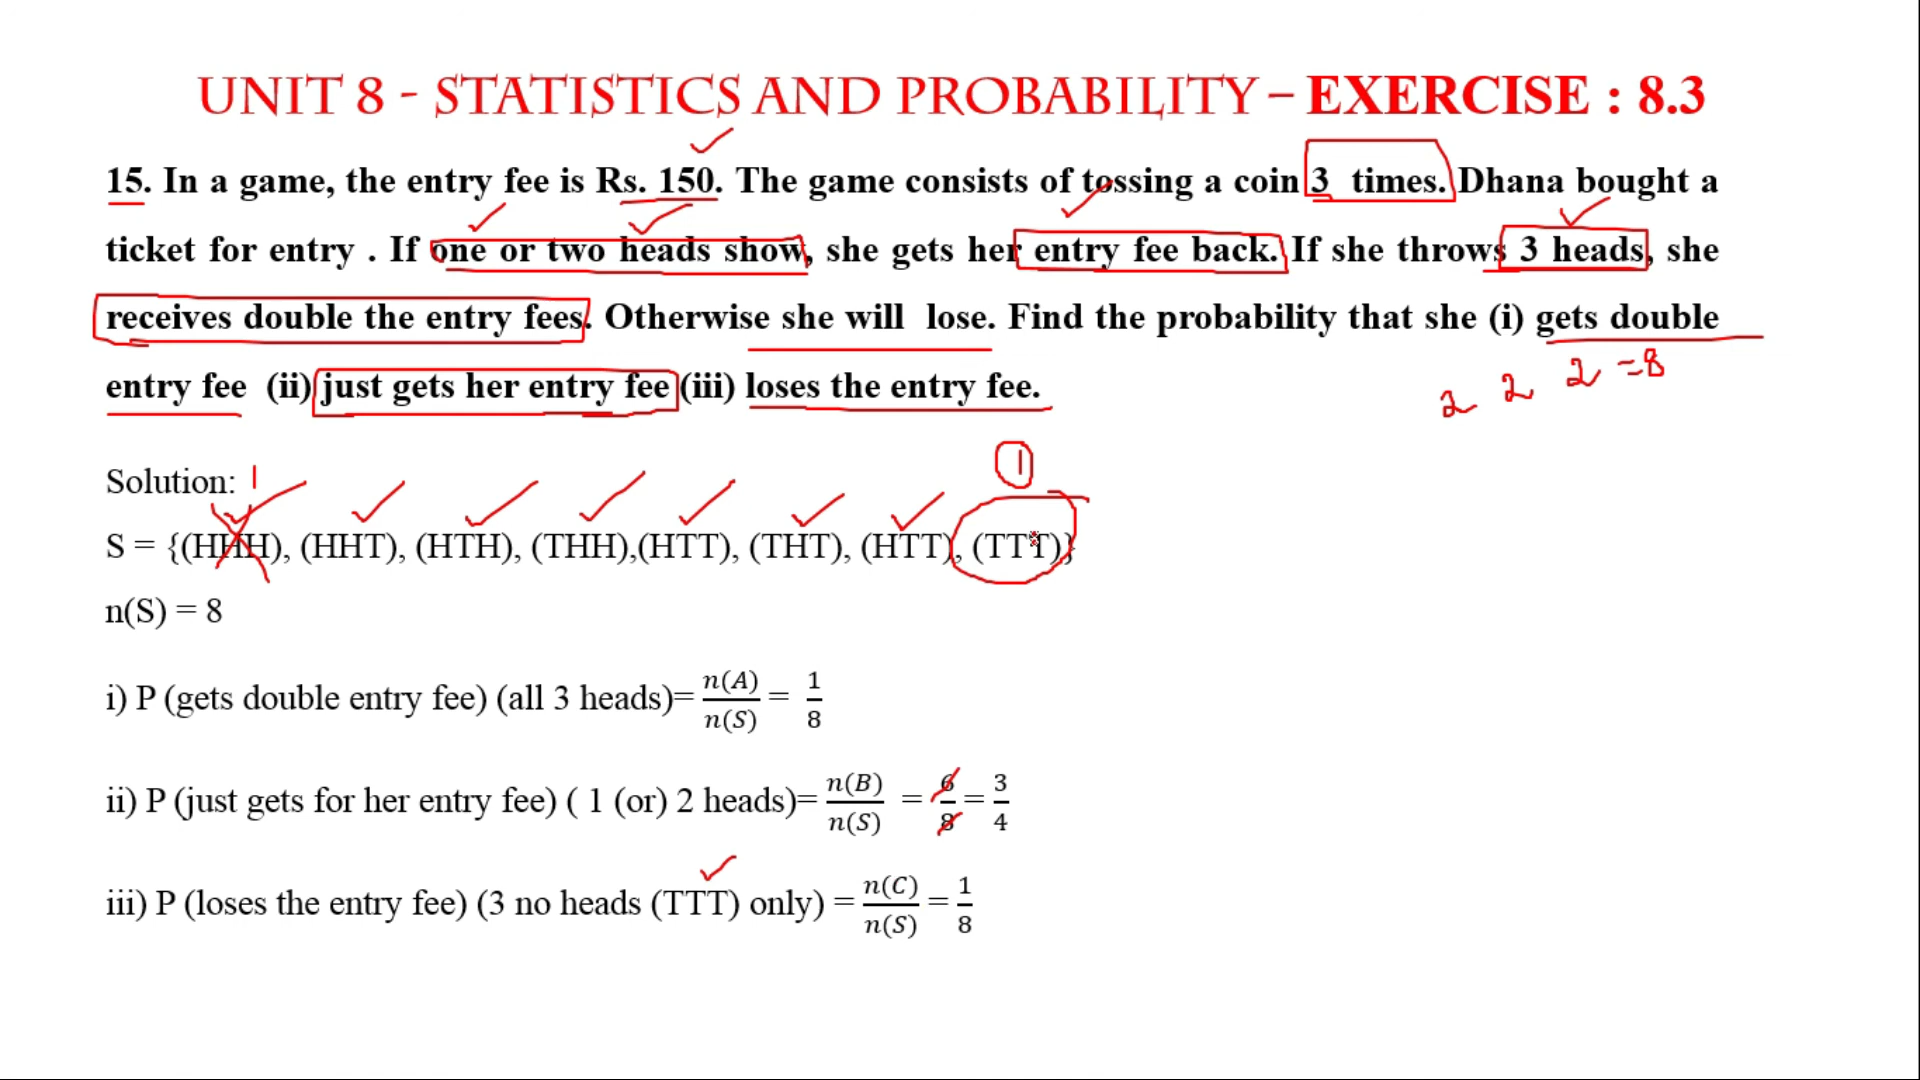 UNIT 8 - STATISTICS AND PROBABILITY – EXERCISE : 8.3
15. In a game, the entry fee is Rs. 150. The game consists of tossing a coin 3 times. Dhana bought a
ticket for entry . If one or two heads show, she gets her entry fee back. If she throws 3 heads, she
receives double the entry fees. Otherwise she will lose. Find the probability that she (i) gets double
entry fee (ii) just gets her entry fee (iii) loses the entry fee.
2 2 2 =8
Solution: 1
1
S = {(HHH), (HHT), (HTH), (THH),(HTT), (THT), (HTT), (TTT)}
n(S) = 8
i) P (gets double entry fee) (all 3 heads)= n(A)/n(S) = 1/8
ii) P (just gets for her entry fee) ( 1 (or) 2 heads)= n(B)/n(S) = 6/8 = 3/4
iii) P (loses the entry fee) (3 no heads (TTT) only) = n(C)/n(S) = 1/8